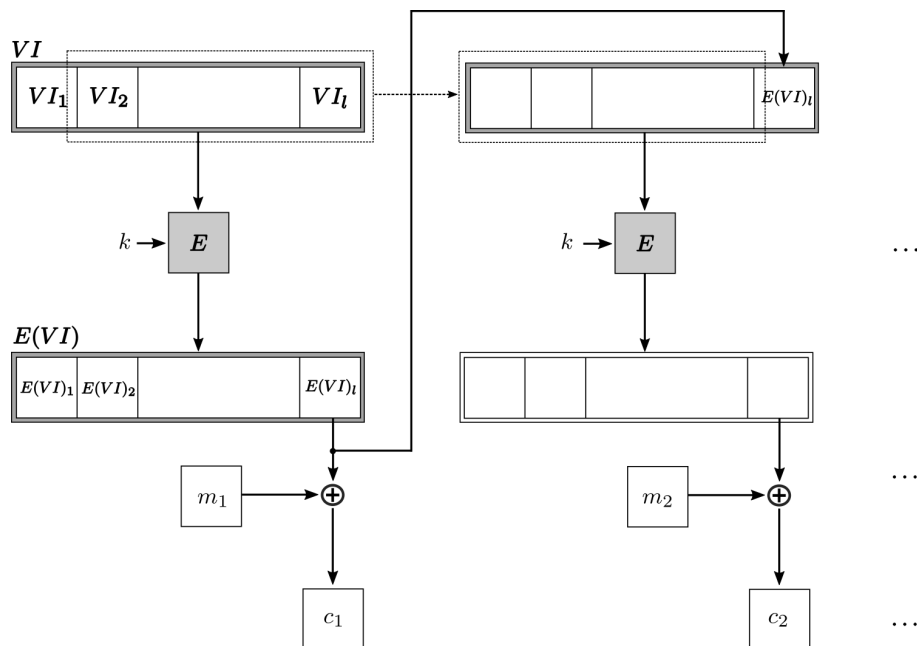 VI
VI₁ VI₂ VIₗ E(VI)ₗ
k E k E ...
E(VI)
E(VI)₁ E(VI)₂ E(VI)ₗ
m₁ m₂ ...
c₁ c₂ ...